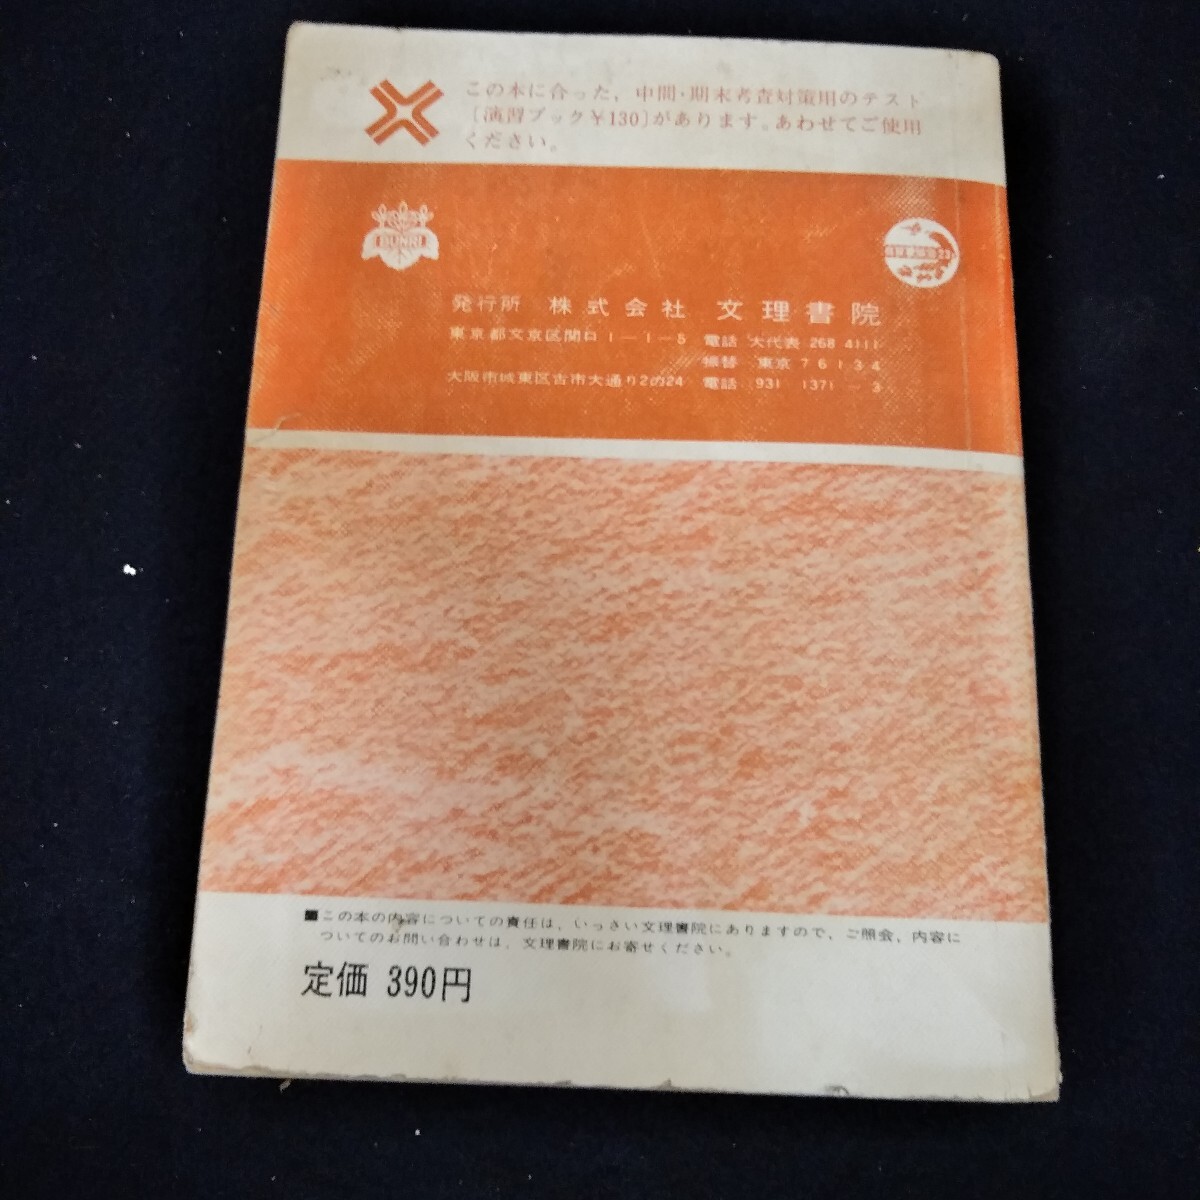 この本に合った，中間・期末考査対策用のテスト
［演習ブック￥130］があります。あわせてご使用
ください。
BUNRI
発行所 株式会社 文理書院
東京都文京区関口1－1－5 電話 大代表 268 4111
振替 東京 76134
大阪市城東区古市大通り2の24 電話 931 1371－3
■この本の内容についての責任は，いっさい文理書院にありますので，ご照会，内容に
ついてのお問い合わせは，文理書院にお寄せください。
定価 390円